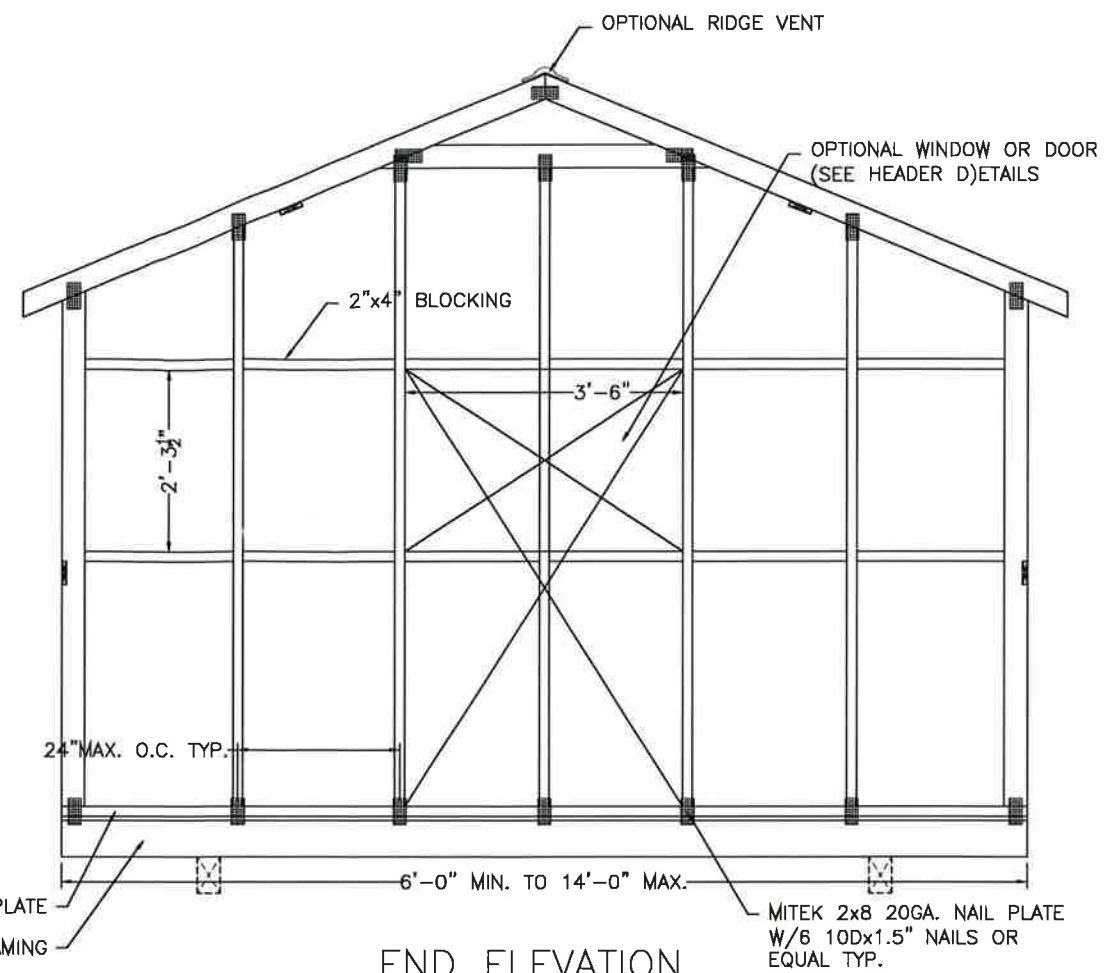 OPTIONAL RIDGE VENT
OPTIONAL WINDOW OR DOOR
(SEE HEADER D)ETAILS
2"x4" BLOCKING
3'-6"
2'-3½"
24"MAX. O.C. TYP.
6'-0" MIN. TO 14'-0" MAX.
PLATE
AMING
MITEK 2x8 20GA. NAIL PLATE
W/6 10Dx1.5" NAILS OR
EQUAL TYP.
END ELEVATION